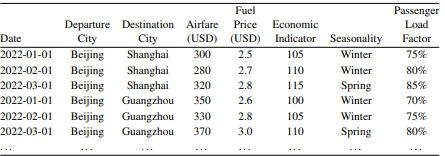 Fuel Passenger
Departure Destination Airfare Price Economic Load
Date City City (USD) (USD) Indicator Seasonality Factor
2022-01-01 Beijing Shanghai 300 2.5 105 Winter 75%
2022-02-01 Beijing Shanghai 280 2.7 110 Winter 80%
2022-03-01 Beijing Shanghai 320 2.8 115 Spring 85%
2022-01-01 Beijing Guangzhou 350 2.6 100 Winter 70%
2022-02-01 Beijing Guangzhou 330 2.8 105 Winter 75%
2022-03-01 Beijing Guangzhou 370 3.0 110 Spring 80%
... ... ... ... ... ... ... ...